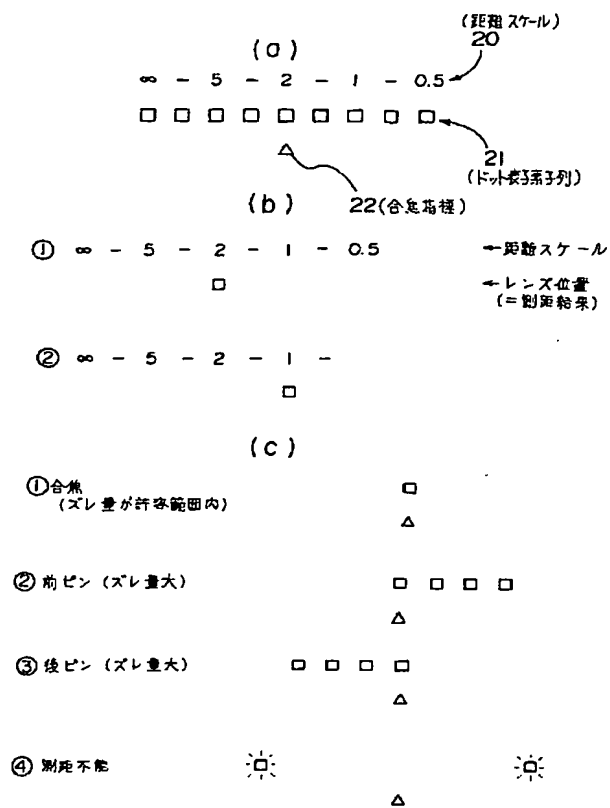 (距離スケール)
20
(a)
∞ - 5 - 2 - 1 - 0.5
21
(ドット表示素子列)
22(合焦指標)
(b)
① ∞ - 5 - 2 - 1 - 0.5 ←距離スケール
←レンズ位置
(=測距結果)
② ∞ - 5 - 2 - 1 -
(c)
①合焦
(ズレ量が許容範囲内)
②前ピン(ズレ量大)
③後ピン(ズレ量大)
④測距不能